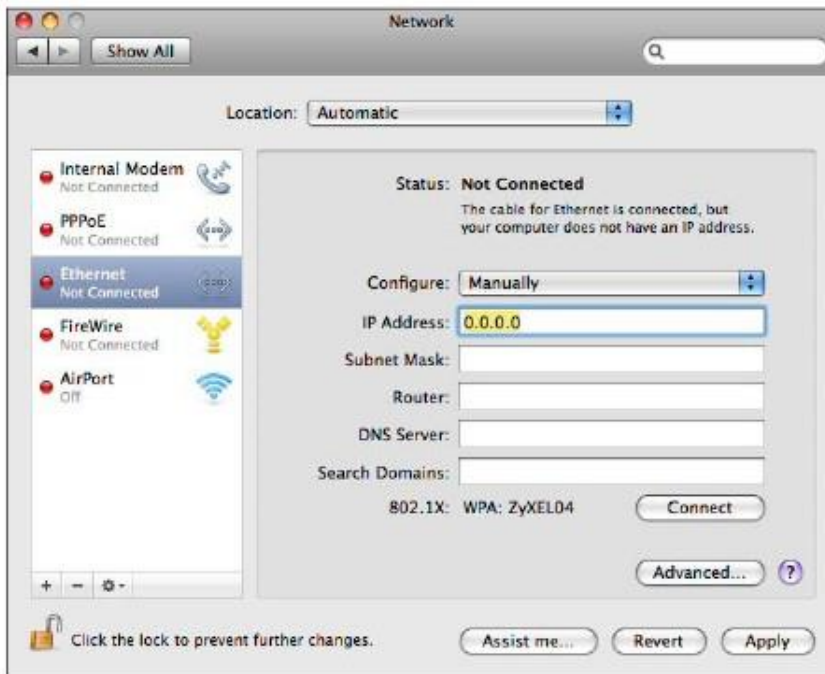 Network
Show All
Location: Automatic
Internal Modem
Not Connected
PPPoE
Not Connected
Ethernet
Not Connected
FireWire
Not Connected
AirPort
Off
Status: Not Connected
The cable for Ethernet is connected, but
your computer does not have an IP address.
Configure: Manually
IP Address: 0.0.0.0
Subnet Mask:
Router:
DNS Server:
Search Domains:
802.1X: WPA: ZyXEL04 Connect
Advanced... ?
+ −
Click the lock to prevent further changes.
Assist me... Revert Apply